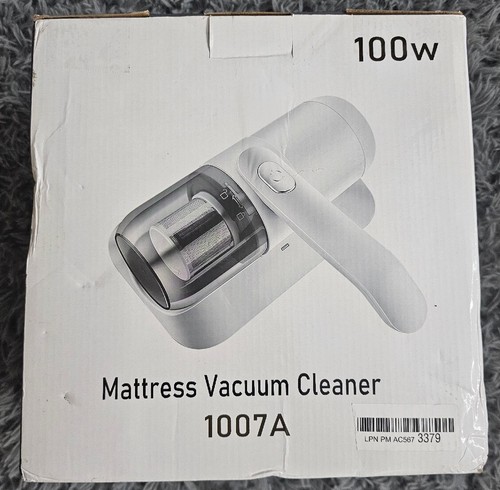 100w
Mattress Vacuum Cleaner
1007A
LPN PM AC567 3379